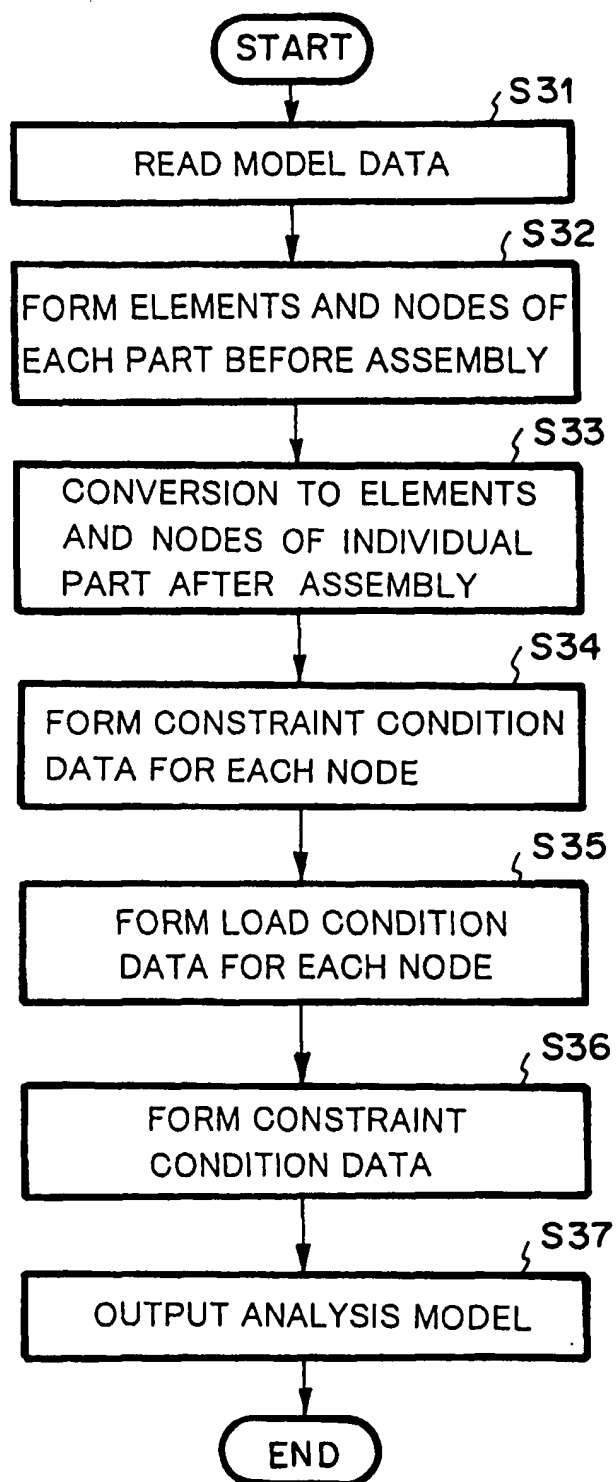 START
S31
READ MODEL DATA
S32
FORM ELEMENTS AND NODES OF
EACH PART BEFORE ASSEMBLY
S33
CONVERSION TO ELEMENTS
AND NODES OF INDIVIDUAL
PART AFTER ASSEMBLY
S34
FORM CONSTRAINT CONDITION
DATA FOR EACH NODE
S35
FORM LOAD CONDITION
DATA FOR EACH NODE
S36
FORM CONSTRAINT
CONDITION DATA
S37
OUTPUT ANALYSIS MODEL
END